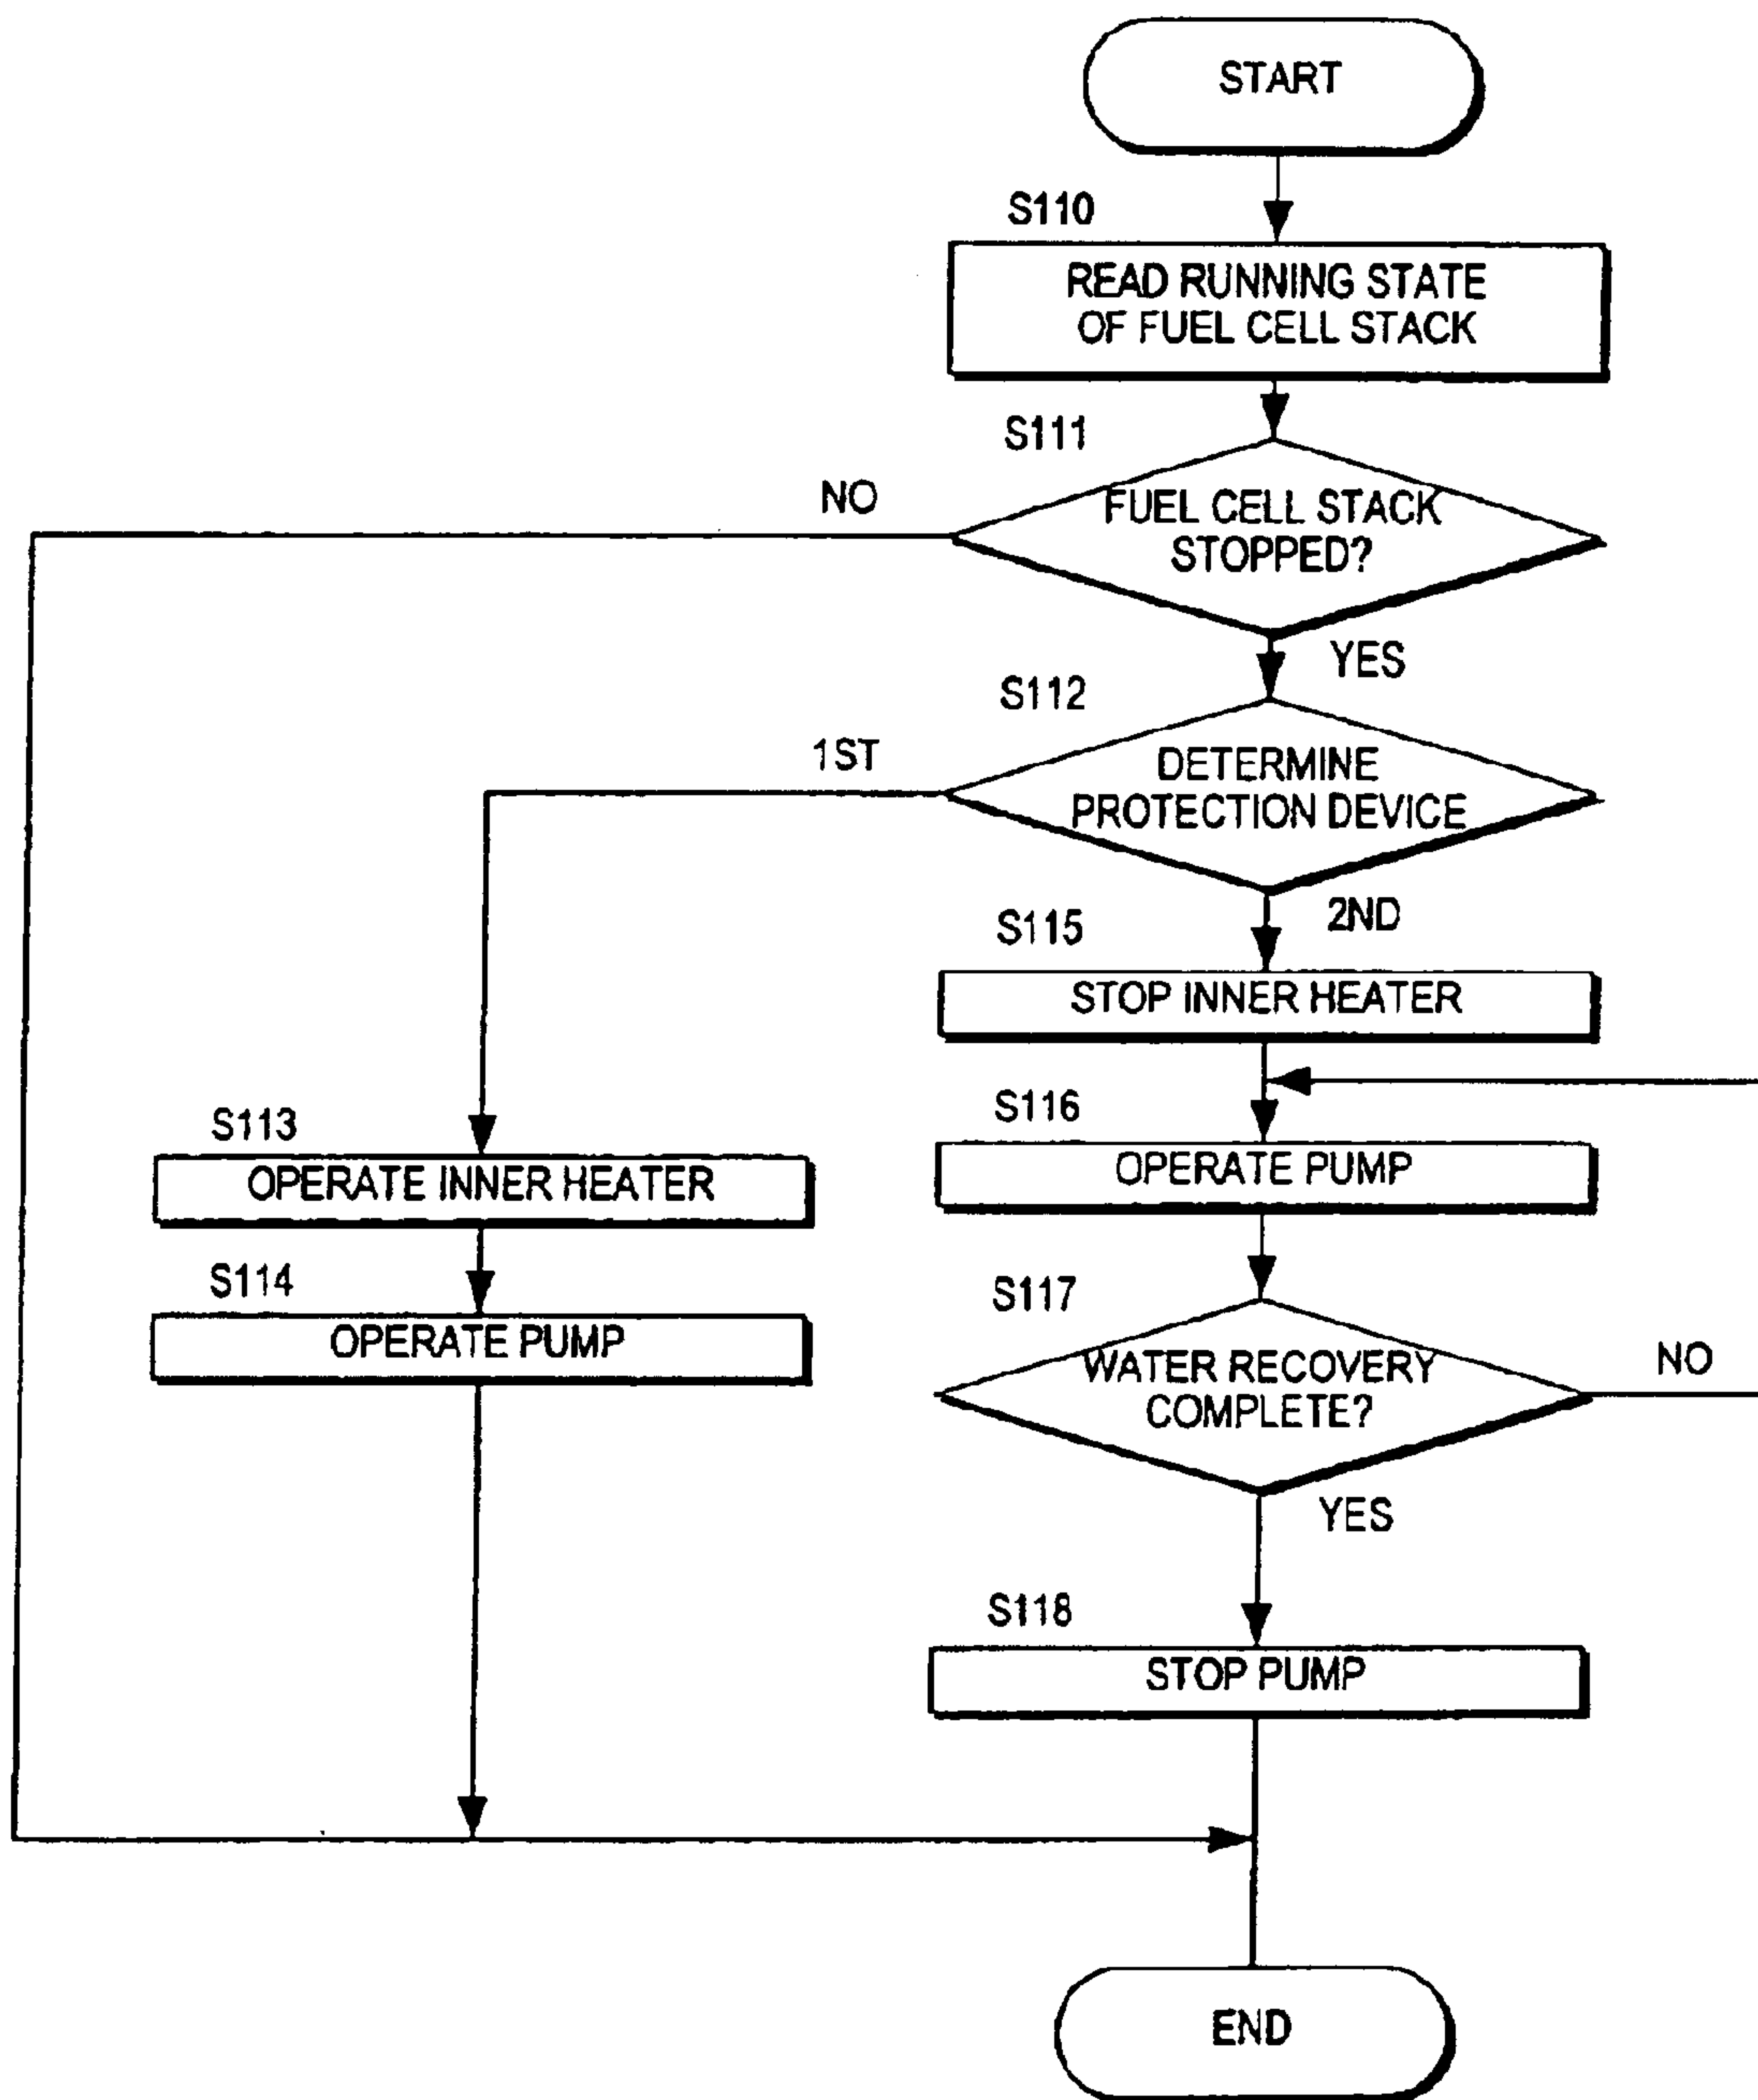 START
S110
READ RUNNING STATE
OF FUEL CELL STACK
S111
NO
FUEL CELL STACK
STOPPED?
YES
S112
1ST
DETERMINE
PROTECTION DEVICE
2ND
S115
STOP INNER HEATER
S113
OPERATE INNER HEATER
S116
OPERATE PUMP
S114
OPERATE PUMP
S117
WATER RECOVERY
COMPLETE?
NO
YES
S118
STOP PUMP
END